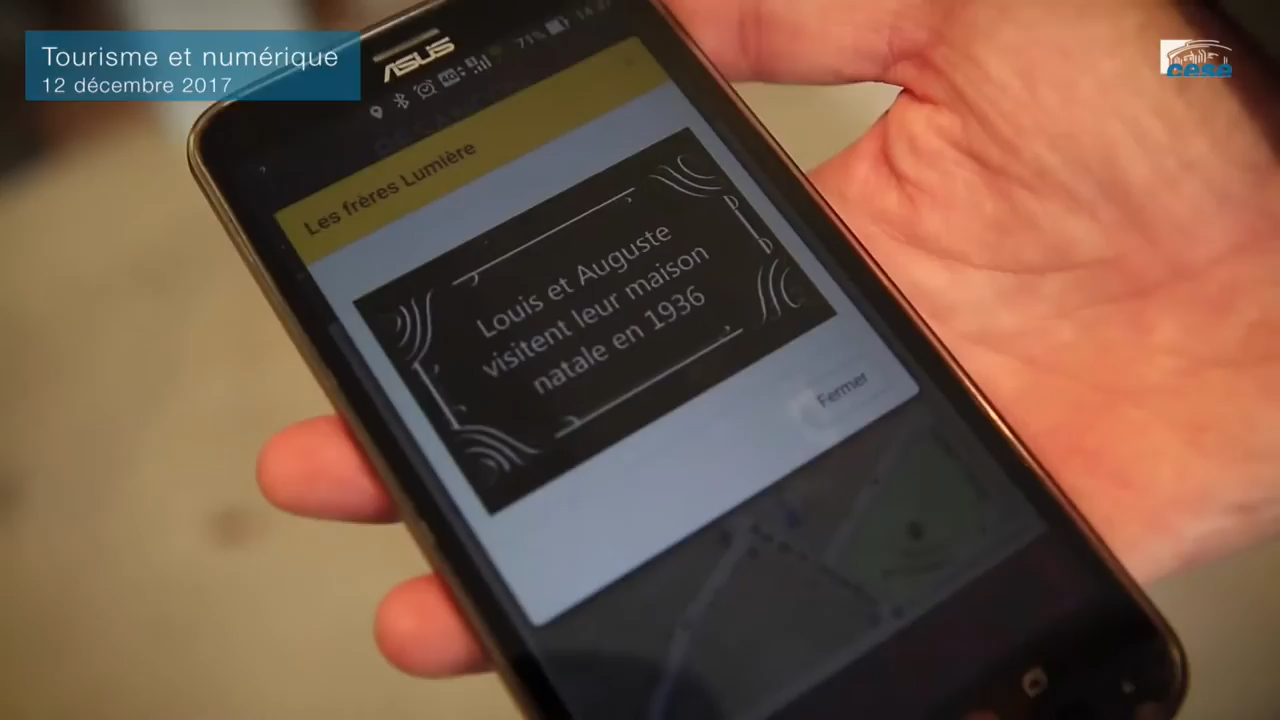 Tourisme et numérique
12 décembre 2017
cese
ASUS
71%
Les frères Lumière
Louis et Auguste
visitent leur maison
natale en 1936
Fermer